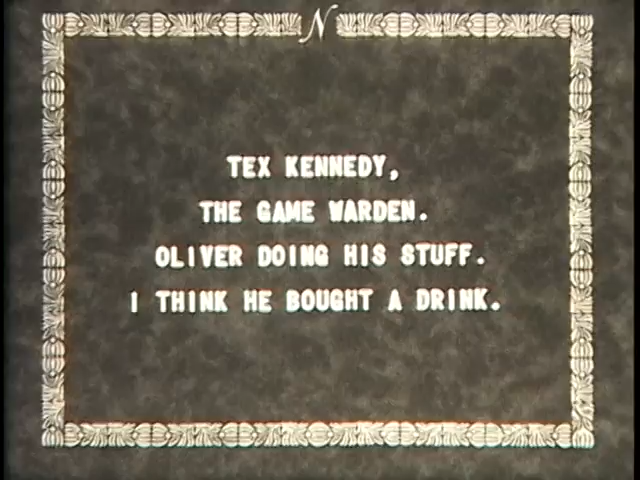 N
TEX KENNEDY,
THE GAME WARDEN.
OLIVER DOING HIS STUFF.
I THINK HE BOUGHT A DRINK.